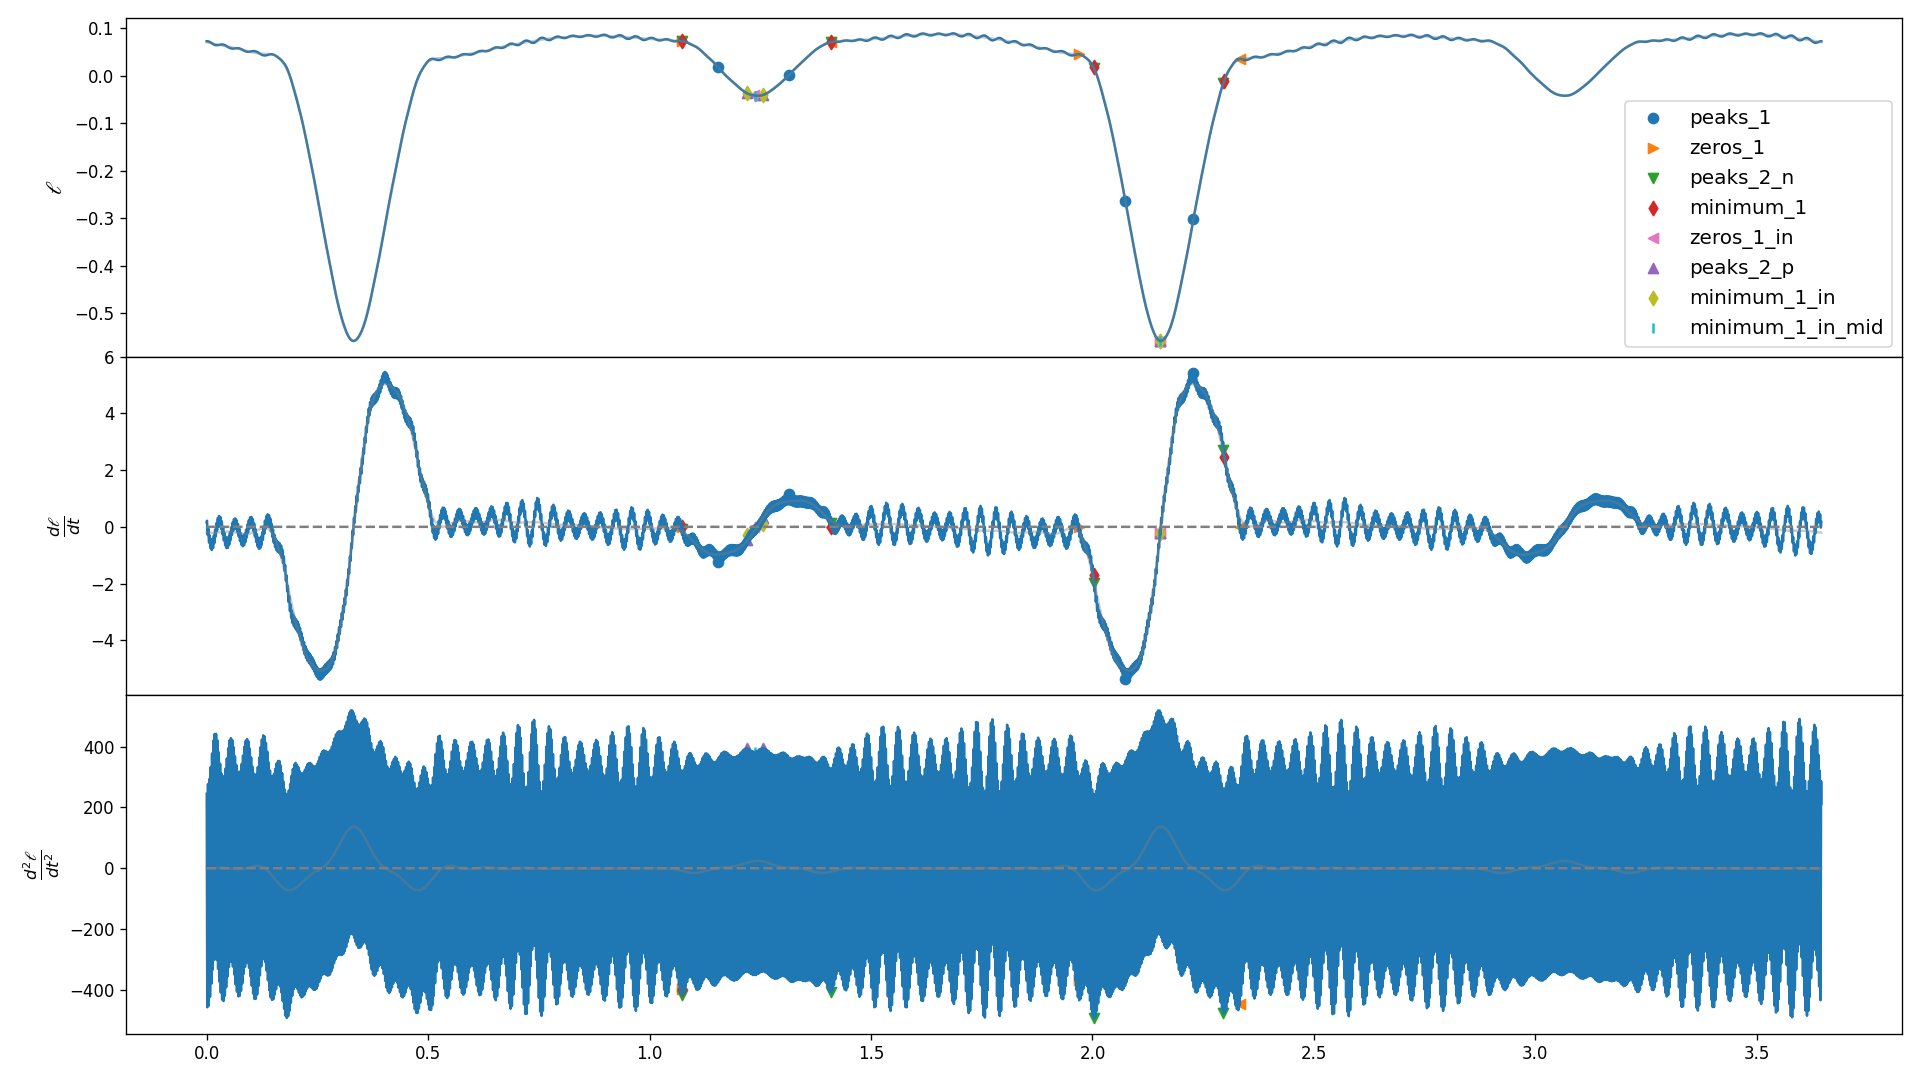 0.1
0.0
−0.1
−0.2
−0.3
−0.4
−0.5
ℓ
peaks_1
zeros_1
peaks_2_n
minimum_1
zeros_1_in
peaks_2_p
minimum_1_in
minimum_1_in_mid
6
4
2
0
−2
−4
dℓ
dt
400
200
0
−200
−400
d²ℓ
dt²
0.0 0.5 1.0 1.5 2.0 2.5 3.0 3.5